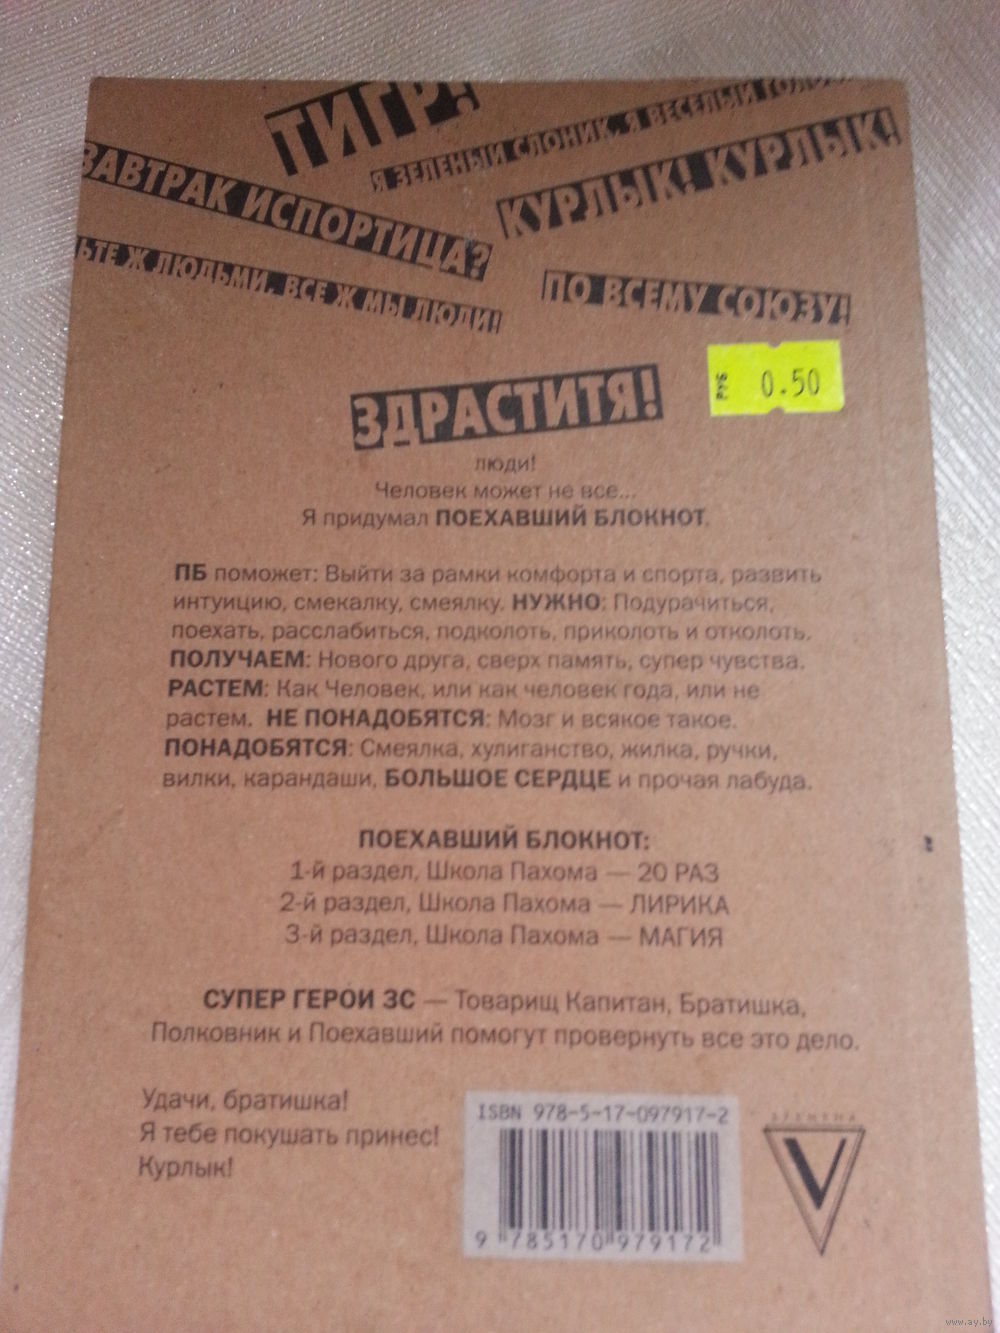 ТИГР!
Я ЗЕЛЕНЫЙ СЛОНИК, Я ВЕСЕЛЫЙ
ЗАВТРАК ИСПОРТИЦА?
КУРЛЫК! КУРЛЫК!
ЬТЕ Ж ЛЮДЬМИ, ВСЕ Ж МЫ ЛЮДИ!
ПО ВСЕМУ СОЮЗУ!
РУБ 0.50
ЗДРАСТИТЯ!
люди!
Человек может не все...
Я придумал ПОЕХАВШИЙ БЛОКНОТ.
ПБ поможет: Выйти за рамки комфорта и спорта, развить
интуицию, смекалку, смеялку. НУЖНО: Подурачиться,
поехать, расслабиться, подколоть, приколоть и отколоть.
ПОЛУЧАЕМ: Нового друга, сверх память, супер чувства.
РАСТЕМ: Как Человек, или как человек года, или не
растем. НЕ ПОНАДОБЯТСЯ: Мозг и всякое такое.
ПОНАДОБЯТСЯ: Смеялка, хулиганство, жилка, ручки,
вилки, карандаши, БОЛЬШОЕ СЕРДЦЕ и прочая лабуда.
ПОЕХАВШИЙ БЛОКНОТ:
1-й раздел, Школа Пахома — 20 РАЗ
2-й раздел, Школа Пахома — ЛИРИКА
3-й раздел, Школа Пахома — МАГИЯ
СУПЕР ГЕРОИ ЗС — Товарищ Капитан, Братишка,
Полковник и Поехавший помогут провернуть все это дело.
Удачи, братишка!
Я тебе покушать принес!
Курлык!
ISBN 978-5-17-097917-2
9 785170 979172
ВРЕМЕНА
V
www.ay.by